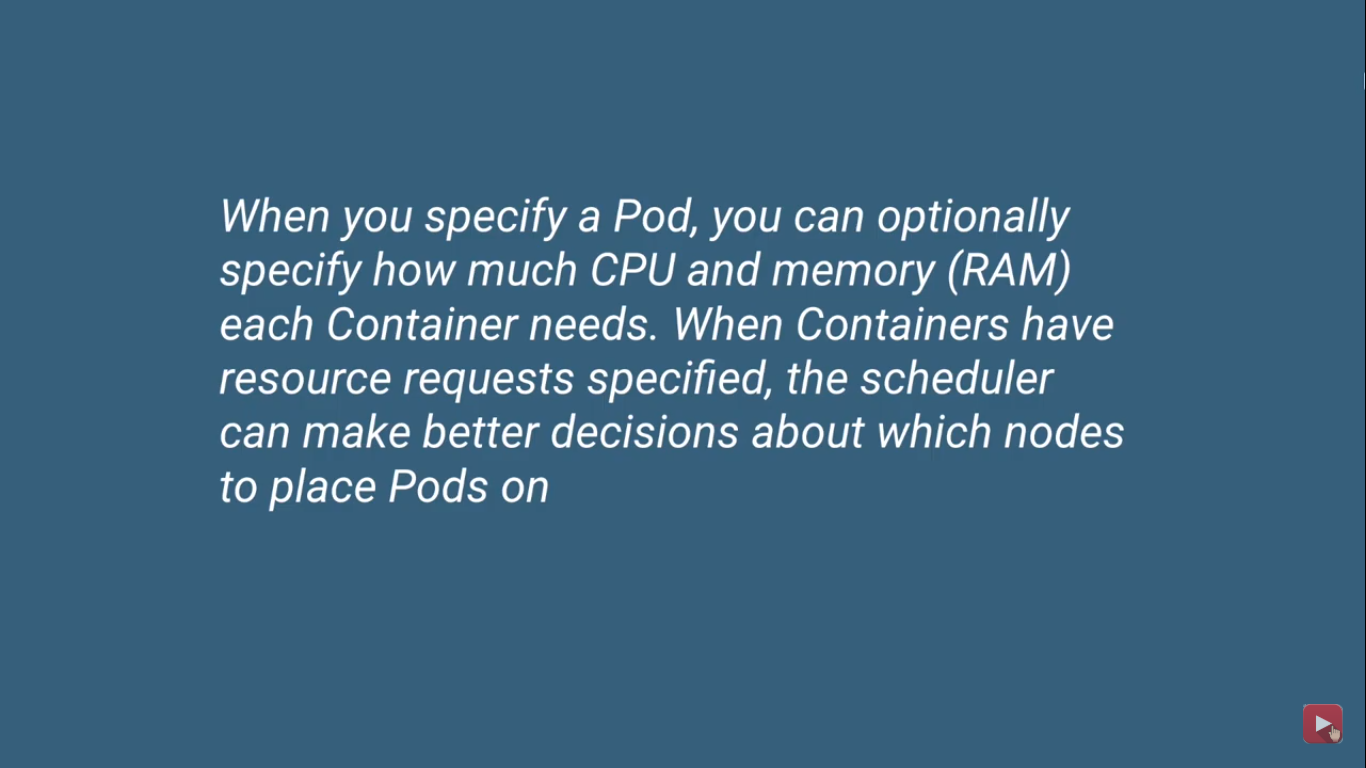 When you specify a Pod, you can optionally
specify how much CPU and memory (RAM)
each Container needs. When Containers have
resource requests specified, the scheduler
can make better decisions about which nodes
to place Pods on